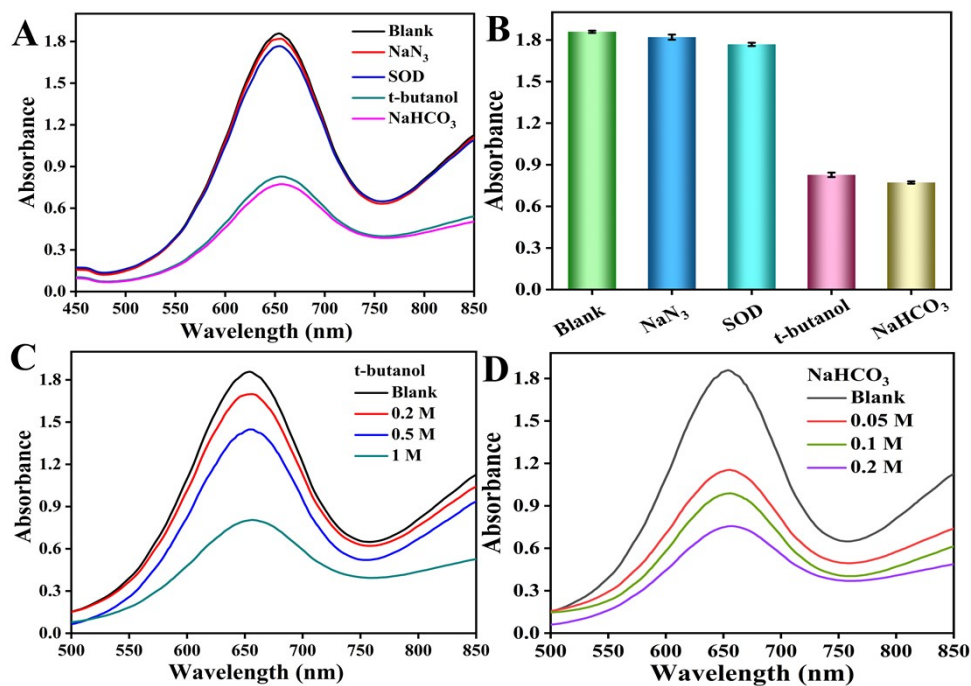 A
Blank
NaN₃
SOD
t-butanol
NaHCO₃
Absorbance
1.8
1.5
1.2
0.9
0.6
0.3
0.0
450 500 550 600 650 700 750 800 850
Wavelength (nm)
B
Absorbance
1.8
1.5
1.2
0.9
0.6
0.3
0.0
Blank NaN₃ SOD t-butanol NaHCO₃
C
t-butanol
Blank
0.2 M
0.5 M
1 M
Absorbance
1.8
1.5
1.2
0.9
0.6
0.3
0.0
500 550 600 650 700 750 800 850
Wavelength (nm)
D
NaHCO₃
Blank
0.05 M
0.1 M
0.2 M
Absorbance
1.8
1.5
1.2
0.9
0.6
0.3
0.0
500 550 600 650 700 750 800 850
Wavelength (nm)